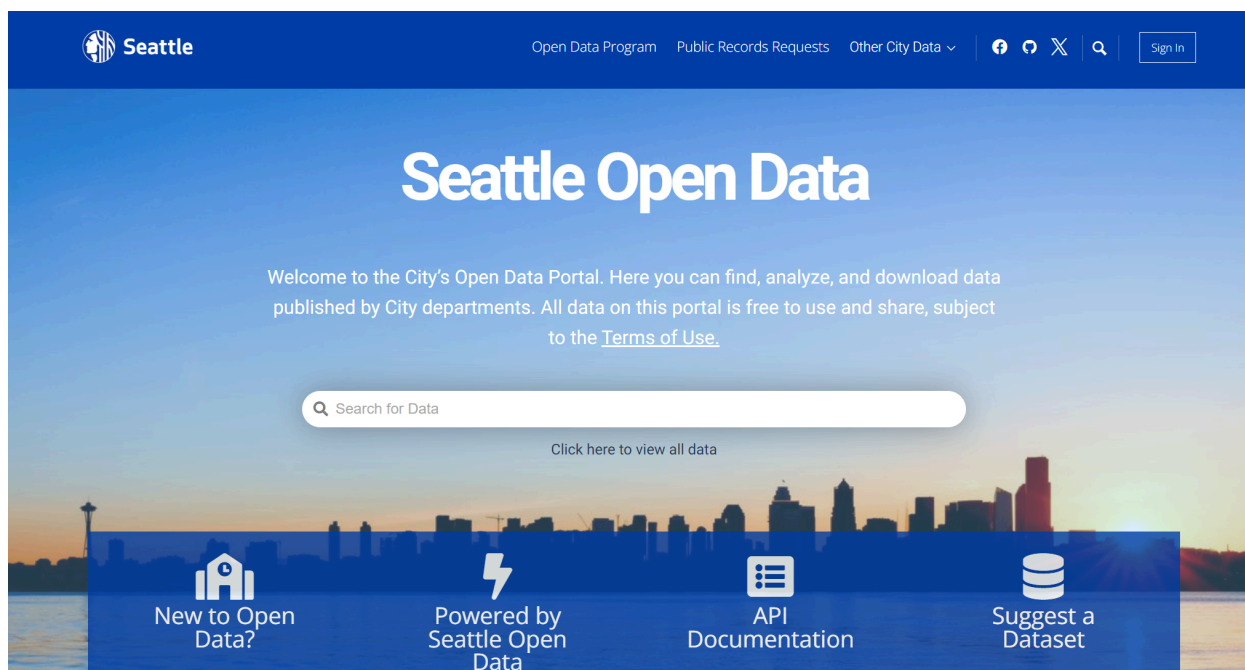 Seattle
Open Data Program
Public Records Requests
Other City Data
Sign In
Seattle Open Data
Welcome to the City’s Open Data Portal. Here you can find, analyze, and download data
published by City departments. All data on this portal is free to use and share, subject
to the Terms of Use.
Search for Data
Click here to view all data
New to Open
Data?
Powered by
Seattle Open
Data
API
Documentation
Suggest a
Dataset